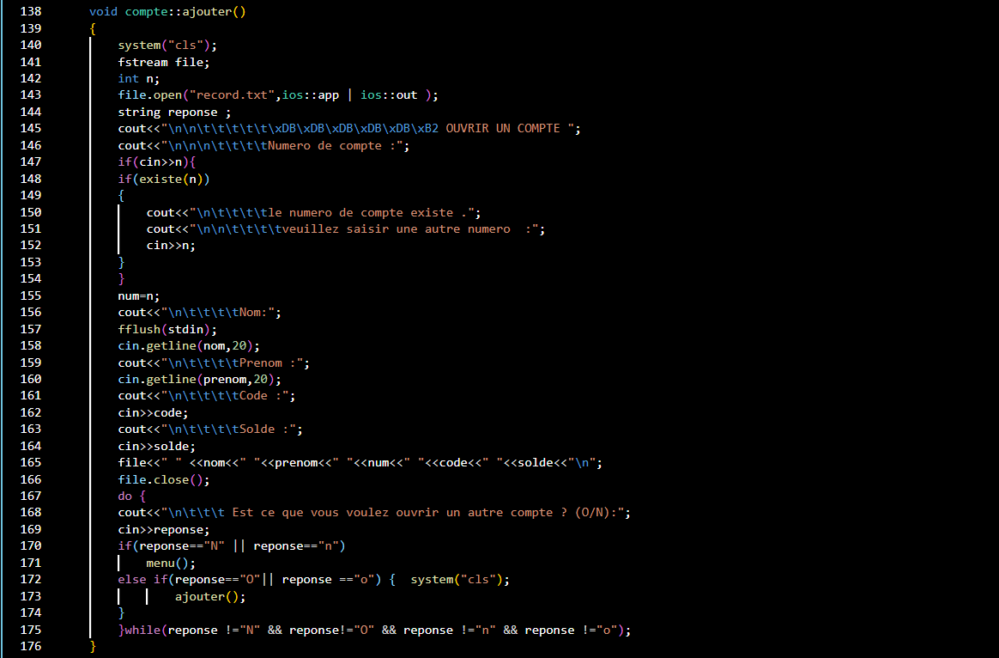 138 void compte::ajouter()
139 {
140 system("cls");
141 fstream file;
142 int n;
143 file.open("record.txt",ios::app | ios::out );
144 string reponse ;
145 cout<<"\n\n\t\t\t\t\t\xDB\xDB\xDB\xDB\xDB\xB2 OUVRIR UN COMPTE ";
146 cout<<"\n\n\n\t\t\t\tNumero de compte :";
147 if(cin>>n){
148 if(existe(n))
149 {
150 cout<<"\n\t\t\t\tle numero de compte existe .";
151 cout<<"\n\n\t\t\t\tveuillez saisir une autre numero  :";
152 cin>>n;
153 }
154 }
155 num=n;
156 cout<<"\n\t\t\t\tNom:";
157 fflush(stdin);
158 cin.getline(nom,20);
159 cout<<"\n\t\t\t\tPrenom :";
160 cin.getline(prenom,20);
161 cout<<"\n\t\t\t\tCode :";
162 cin>>code;
163 cout<<"\n\t\t\t\tSolde :";
164 cin>>solde;
165 file<<" " <<nom<<" "<<prenom<<" "<<num<<" "<<code<<" "<<solde<<"\n";
166 file.close();
167 do {
168 cout<<"\n\t\t\t Est ce que vous voulez ouvrir un autre compte ? (O/N):";
169 cin>>reponse;
170 if(reponse=="N" || reponse=="n")
171 menu();
172 else if(reponse=="O"|| reponse =="o") {  system("cls");
173 ajouter();
174 }
175 }while(reponse !="N" && reponse!="O" && reponse !="n" && reponse !="o");
176 }